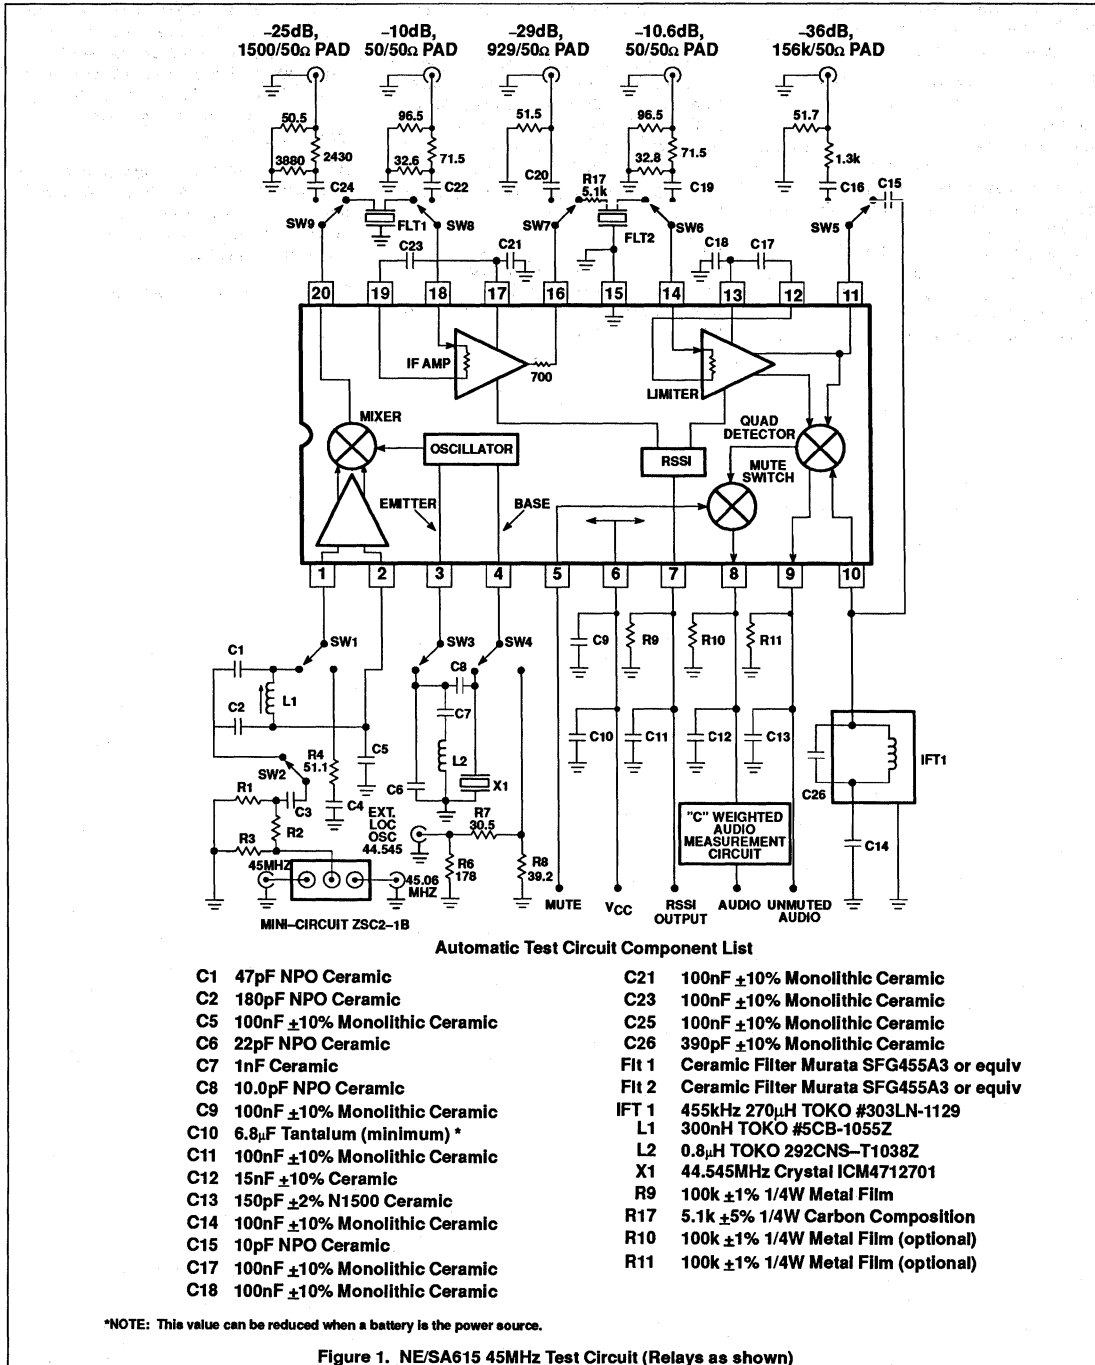 –25dB,
1500/50Ω PAD
–10dB,
50/50Ω PAD
–29dB,
929/50Ω PAD
–10.6dB,
50/50Ω PAD
–36dB,
156k/50Ω PAD
50.5
96.5
51.5
96.5
51.7
3880
2430
32.6
71.5
32.8
71.5
1.3k
C24
C22
C20
R17
5.1k
C19
C16
C15
SW9
FLT1
SW8
SW7
FLT2
SW6
SW5
C23
C21
C18
C17
20
19
18
17
16
15
14
13
12
11
IF AMP
700
LIMITER
MIXER
OSCILLATOR
RSSI
QUAD
DETECTOR
MUTE
SWITCH
EMITTER
BASE
1
2
3
4
5
6
7
8
9
10
SW1
SW3
SW4
C9
R9
R10
R11
C1
L1
C2
C8
C7
L2
X1
C6
C5
C10
C11
C12
C13
IFT1
C26
C14
R4
51.1
SW2
R1
C3
R2
C4
R3
EXT.
LOC
OSC
44.545
R7
30.5
R6
178
R8
39.2
"C" WEIGHTED
AUDIO
MEASUREMENT
CIRCUIT
45MHZ
45.06
MHZ
MINI–CIRCUIT ZSC2–1B
MUTE
VCC
RSSI
OUTPUT
AUDIO
UNMUTED
AUDIO
Automatic Test Circuit Component List
C1 47pF NPO Ceramic
C2 180pF NPO Ceramic
C5 100nF ±10% Monolithic Ceramic
C6 22pF NPO Ceramic
C7 1nF Ceramic
C8 10.0pF NPO Ceramic
C9 100nF ±10% Monolithic Ceramic
C10 6.8µF Tantalum (minimum) *
C11 100nF ±10% Monolithic Ceramic
C12 15nF ±10% Ceramic
C13 150pF ±2% N1500 Ceramic
C14 100nF ±10% Monolithic Ceramic
C15 10pF NPO Ceramic
C17 100nF ±10% Monolithic Ceramic
C18 100nF ±10% Monolithic Ceramic
C21 100nF ±10% Monolithic Ceramic
C23 100nF ±10% Monolithic Ceramic
C25 100nF ±10% Monolithic Ceramic
C26 390pF ±10% Monolithic Ceramic
Flt 1 Ceramic Filter Murata SFG455A3 or equiv
Flt 2 Ceramic Filter Murata SFG455A3 or equiv
IFT 1 455kHz 270µH TOKO #303LN-1129
L1 300nH TOKO #5CB-1055Z
L2 0.8µH TOKO 292CNS–T1038Z
X1 44.545MHz Crystal ICM4712701
R9 100k ±1% 1/4W Metal Film
R17 5.1k ±5% 1/4W Carbon Composition
R10 100k ±1% 1/4W Metal Film (optional)
R11 100k ±1% 1/4W Metal Film (optional)
*NOTE: This value can be reduced when a battery is the power source.
Figure 1. NE/SA615 45MHz Test Circuit (Relays as shown)